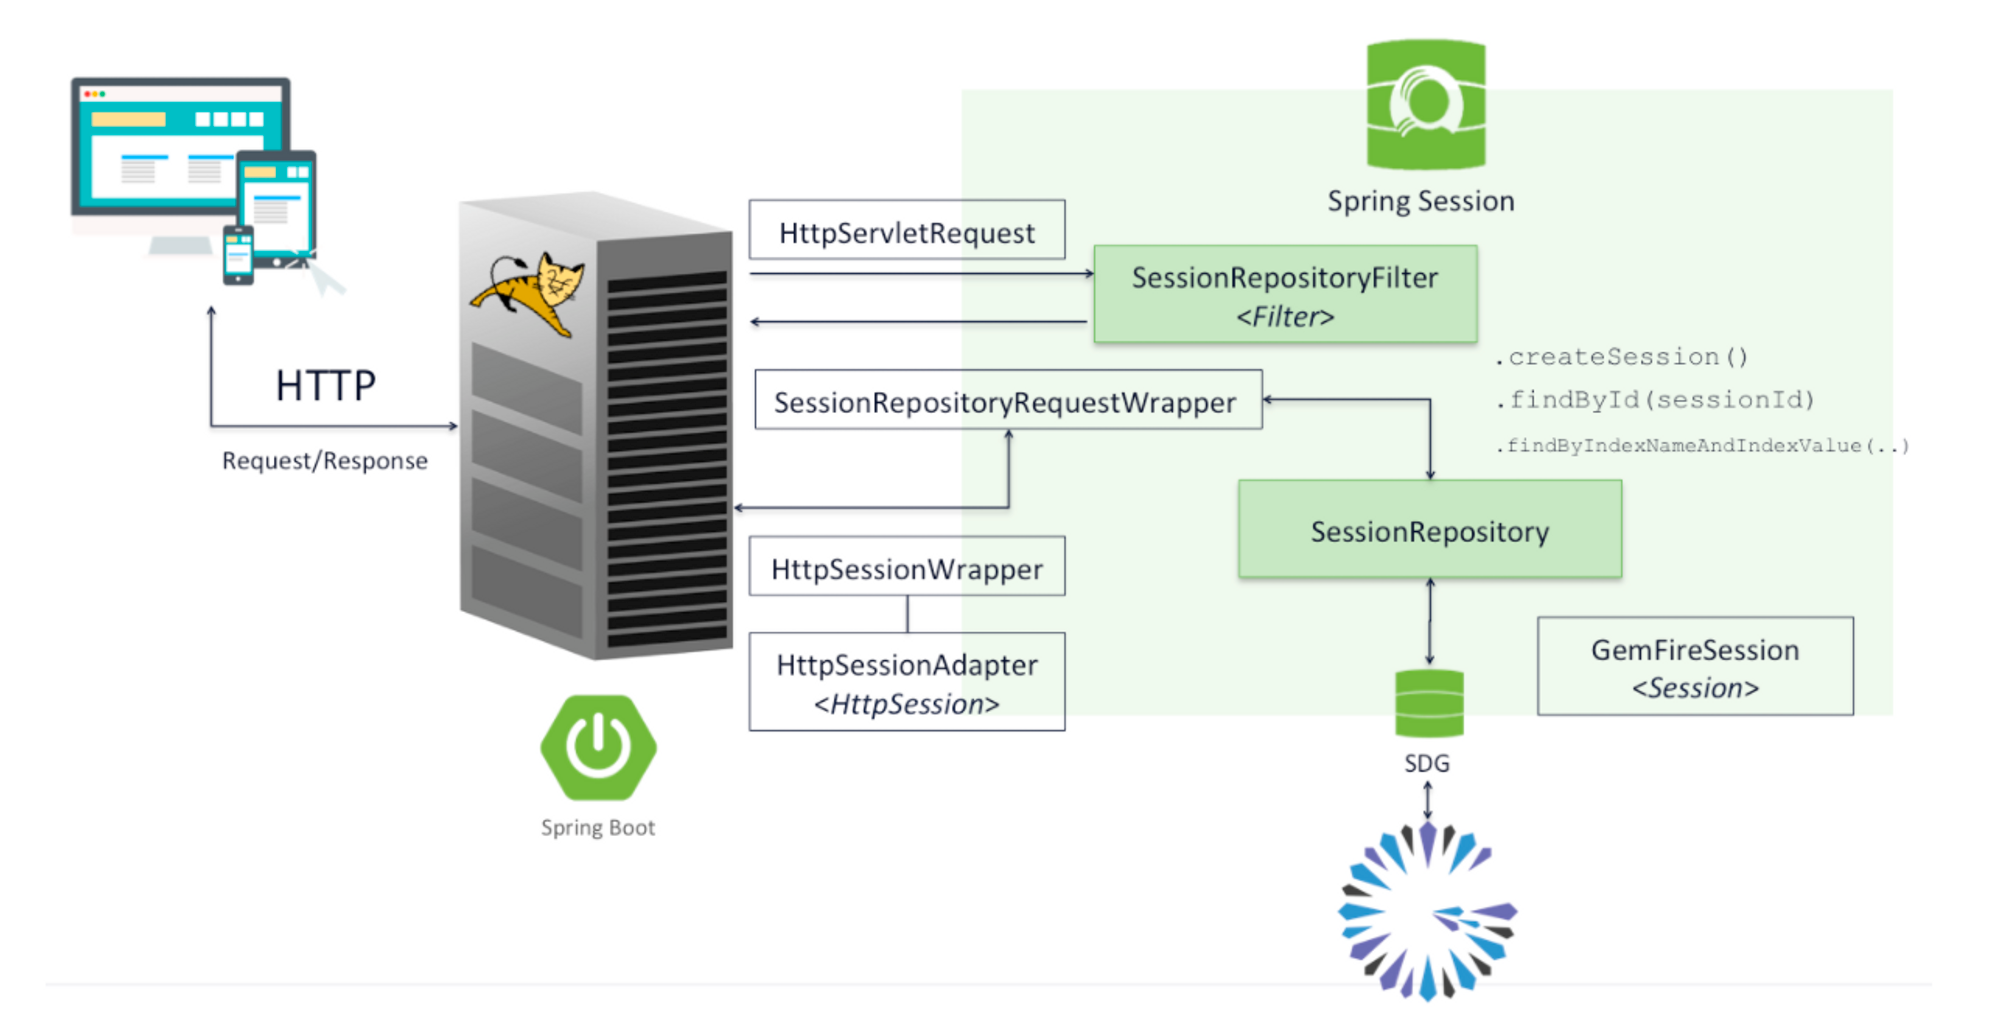 Spring Session
HttpServletRequest
SessionRepositoryFilter
<Filter>
.createSession()
HTTP
SessionRepositoryRequestWrapper
.findById(sessionId)
.findByIndexNameAndIndexValue(..)
Request/Response
SessionRepository
HttpSessionWrapper
HttpSessionAdapter
<HttpSession>
GemFireSession
<Session>
SDG
Spring Boot